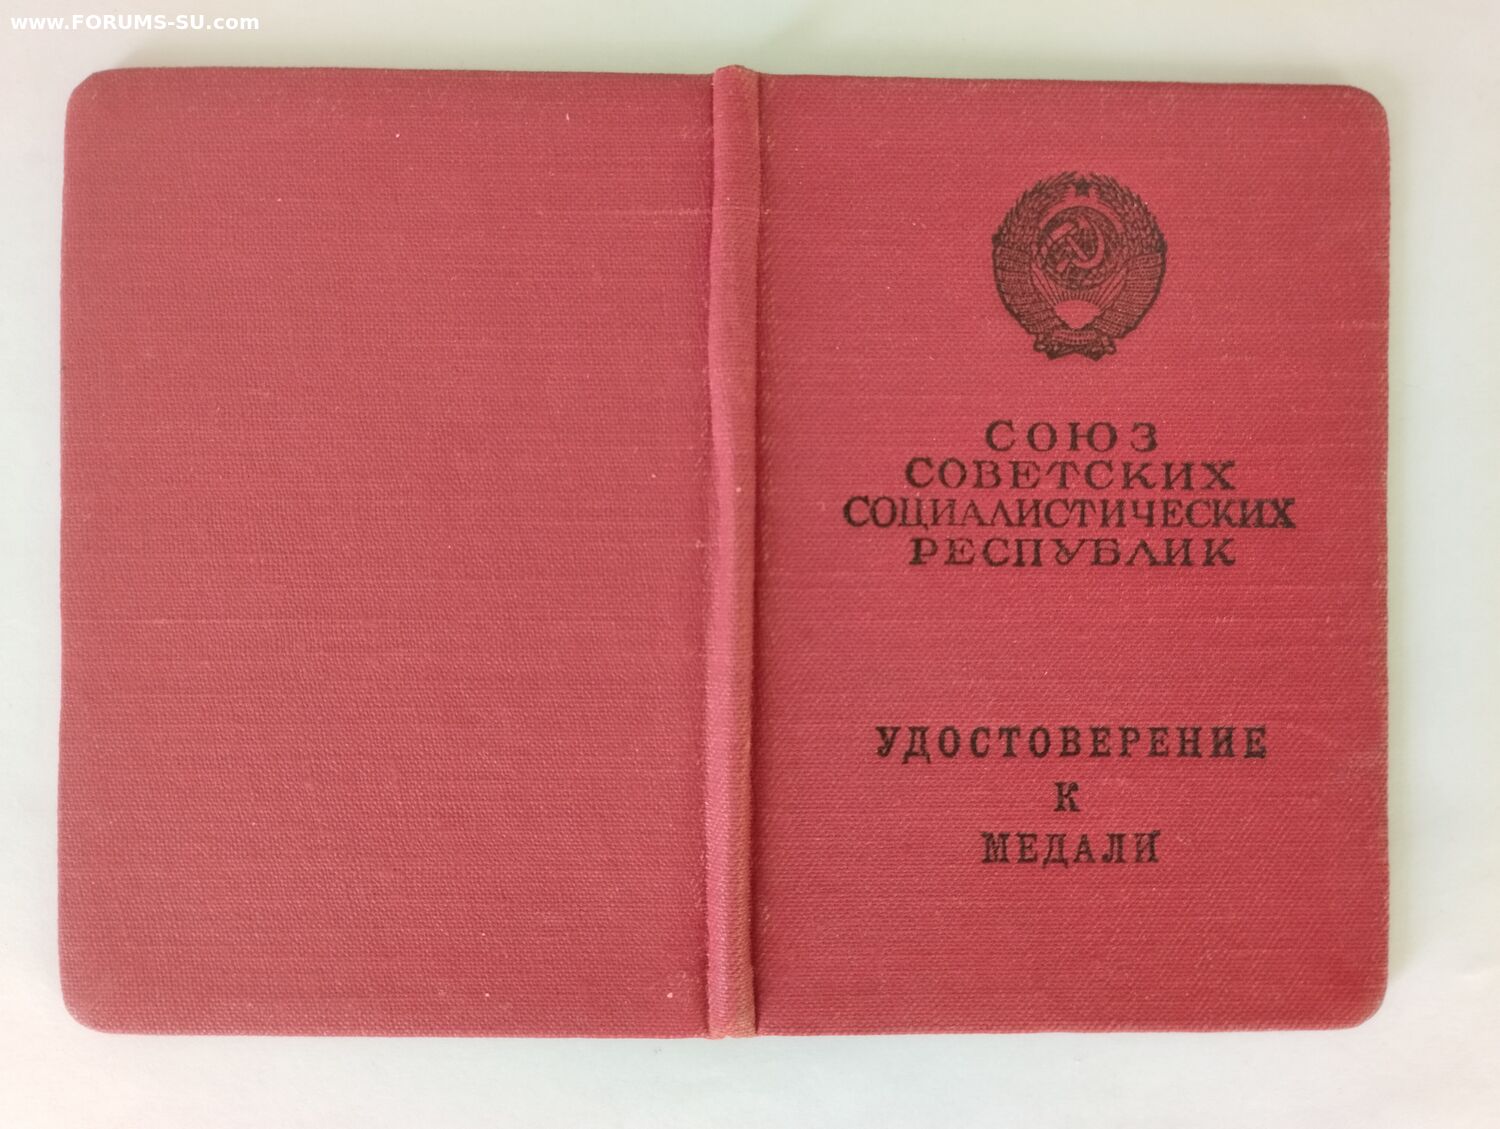 www.FORUMS-SU.com
СОЮЗ
СОВЕТСКИХ
СОЦИАЛИСТИЧЕСКИХ
РЕСПУБЛИК
УДОСТОВЕРЕНИЕ
К
МЕДАЛИ